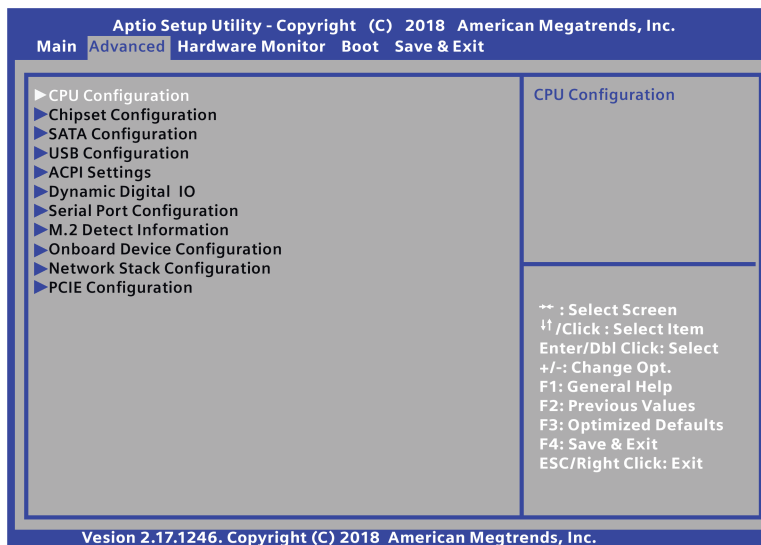 Aptio Setup Utility - Copyright (C) 2018 American Megatrends, Inc.
Main Advanced Hardware Monitor Boot Save & Exit
▶CPU Configuration
▶Chipset Configuration
▶SATA Configuration
▶USB Configuration
▶ACPI Settings
▶Dynamic Digital IO
▶Serial Port Configuration
▶M.2 Detect Information
▶Onboard Device Configuration
▶Network Stack Configuration
▶PCIE Configuration
CPU Configuration
→← : Select Screen
↓↑/Click : Select Item
Enter/Dbl Click: Select
+/-: Change Opt.
F1: General Help
F2: Previous Values
F3: Optimized Defaults
F4: Save & Exit
ESC/Right Click: Exit
Vesion 2.17.1246. Copyright (C) 2018 American Megtrends, Inc.